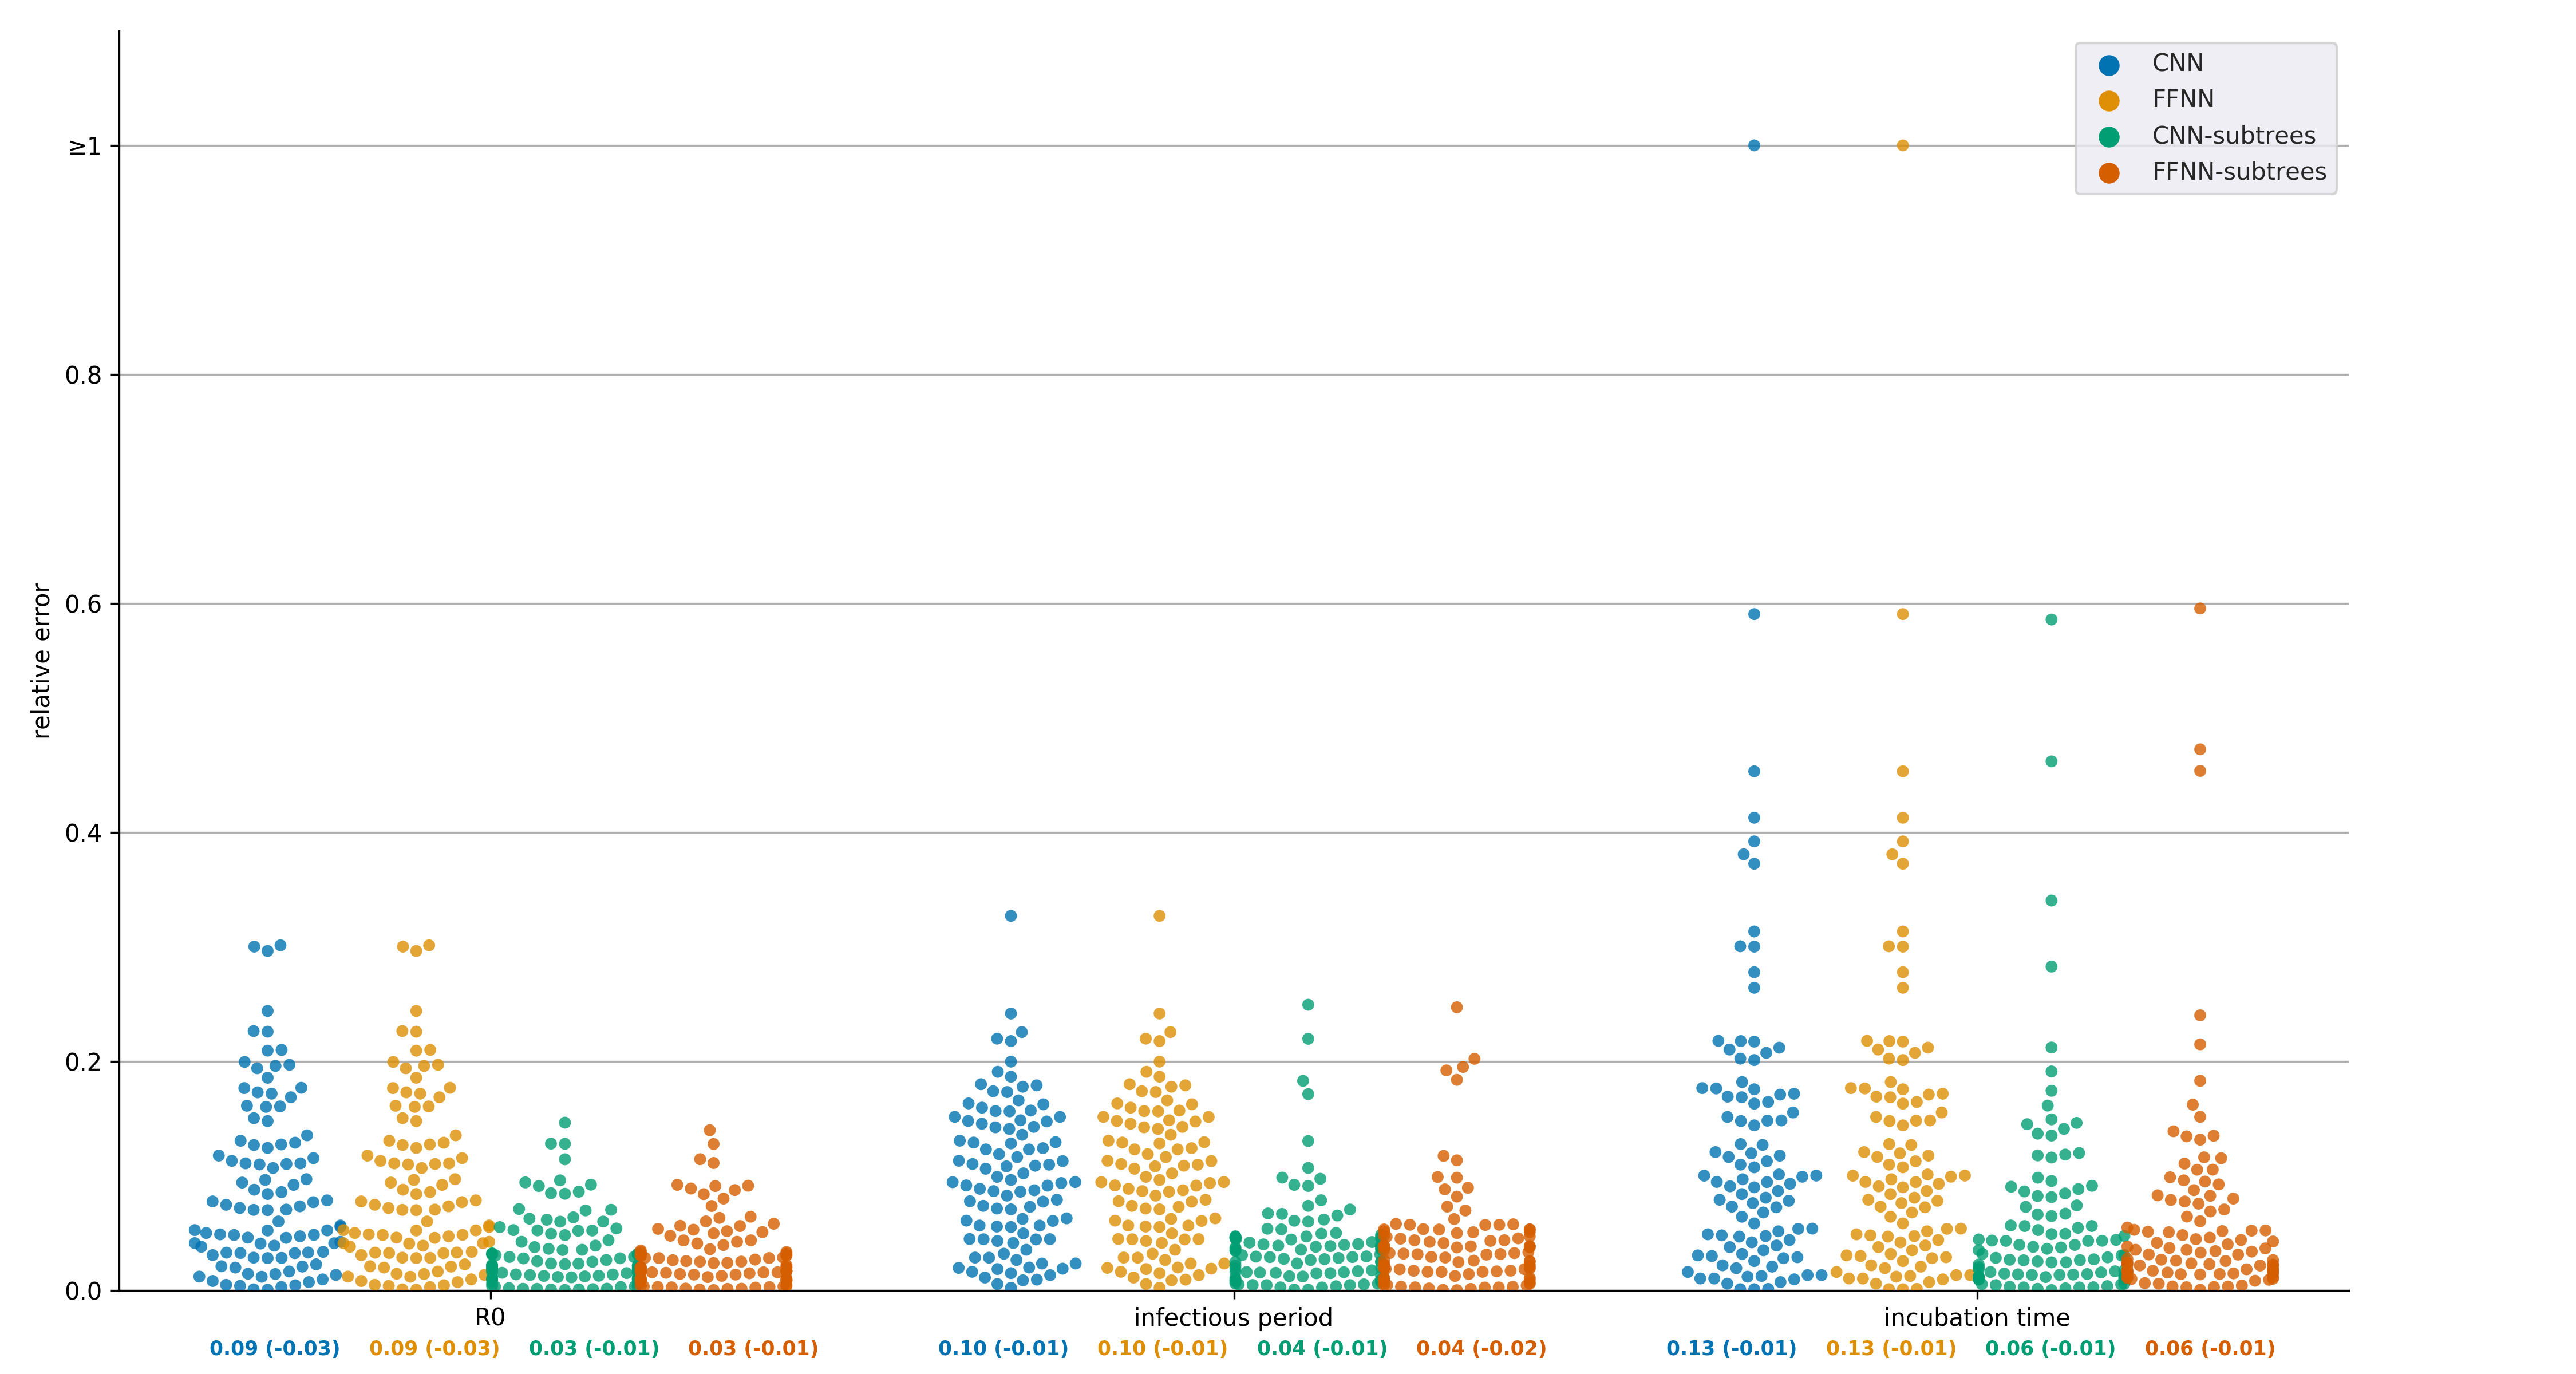 CNN
FFNN
CNN-subtrees
FFNN-subtrees
≥1
0.8
0.6
0.4
0.2
0.0
relative error
R0
infectious period
incubation time
0.09 (-0.03) 0.09 (-0.03) 0.03 (-0.01) 0.03 (-0.01) 0.10 (-0.01) 0.10 (-0.01) 0.04 (-0.01) 0.04 (-0.02) 0.13 (-0.01) 0.13 (-0.01) 0.06 (-0.01) 0.06 (-0.01)